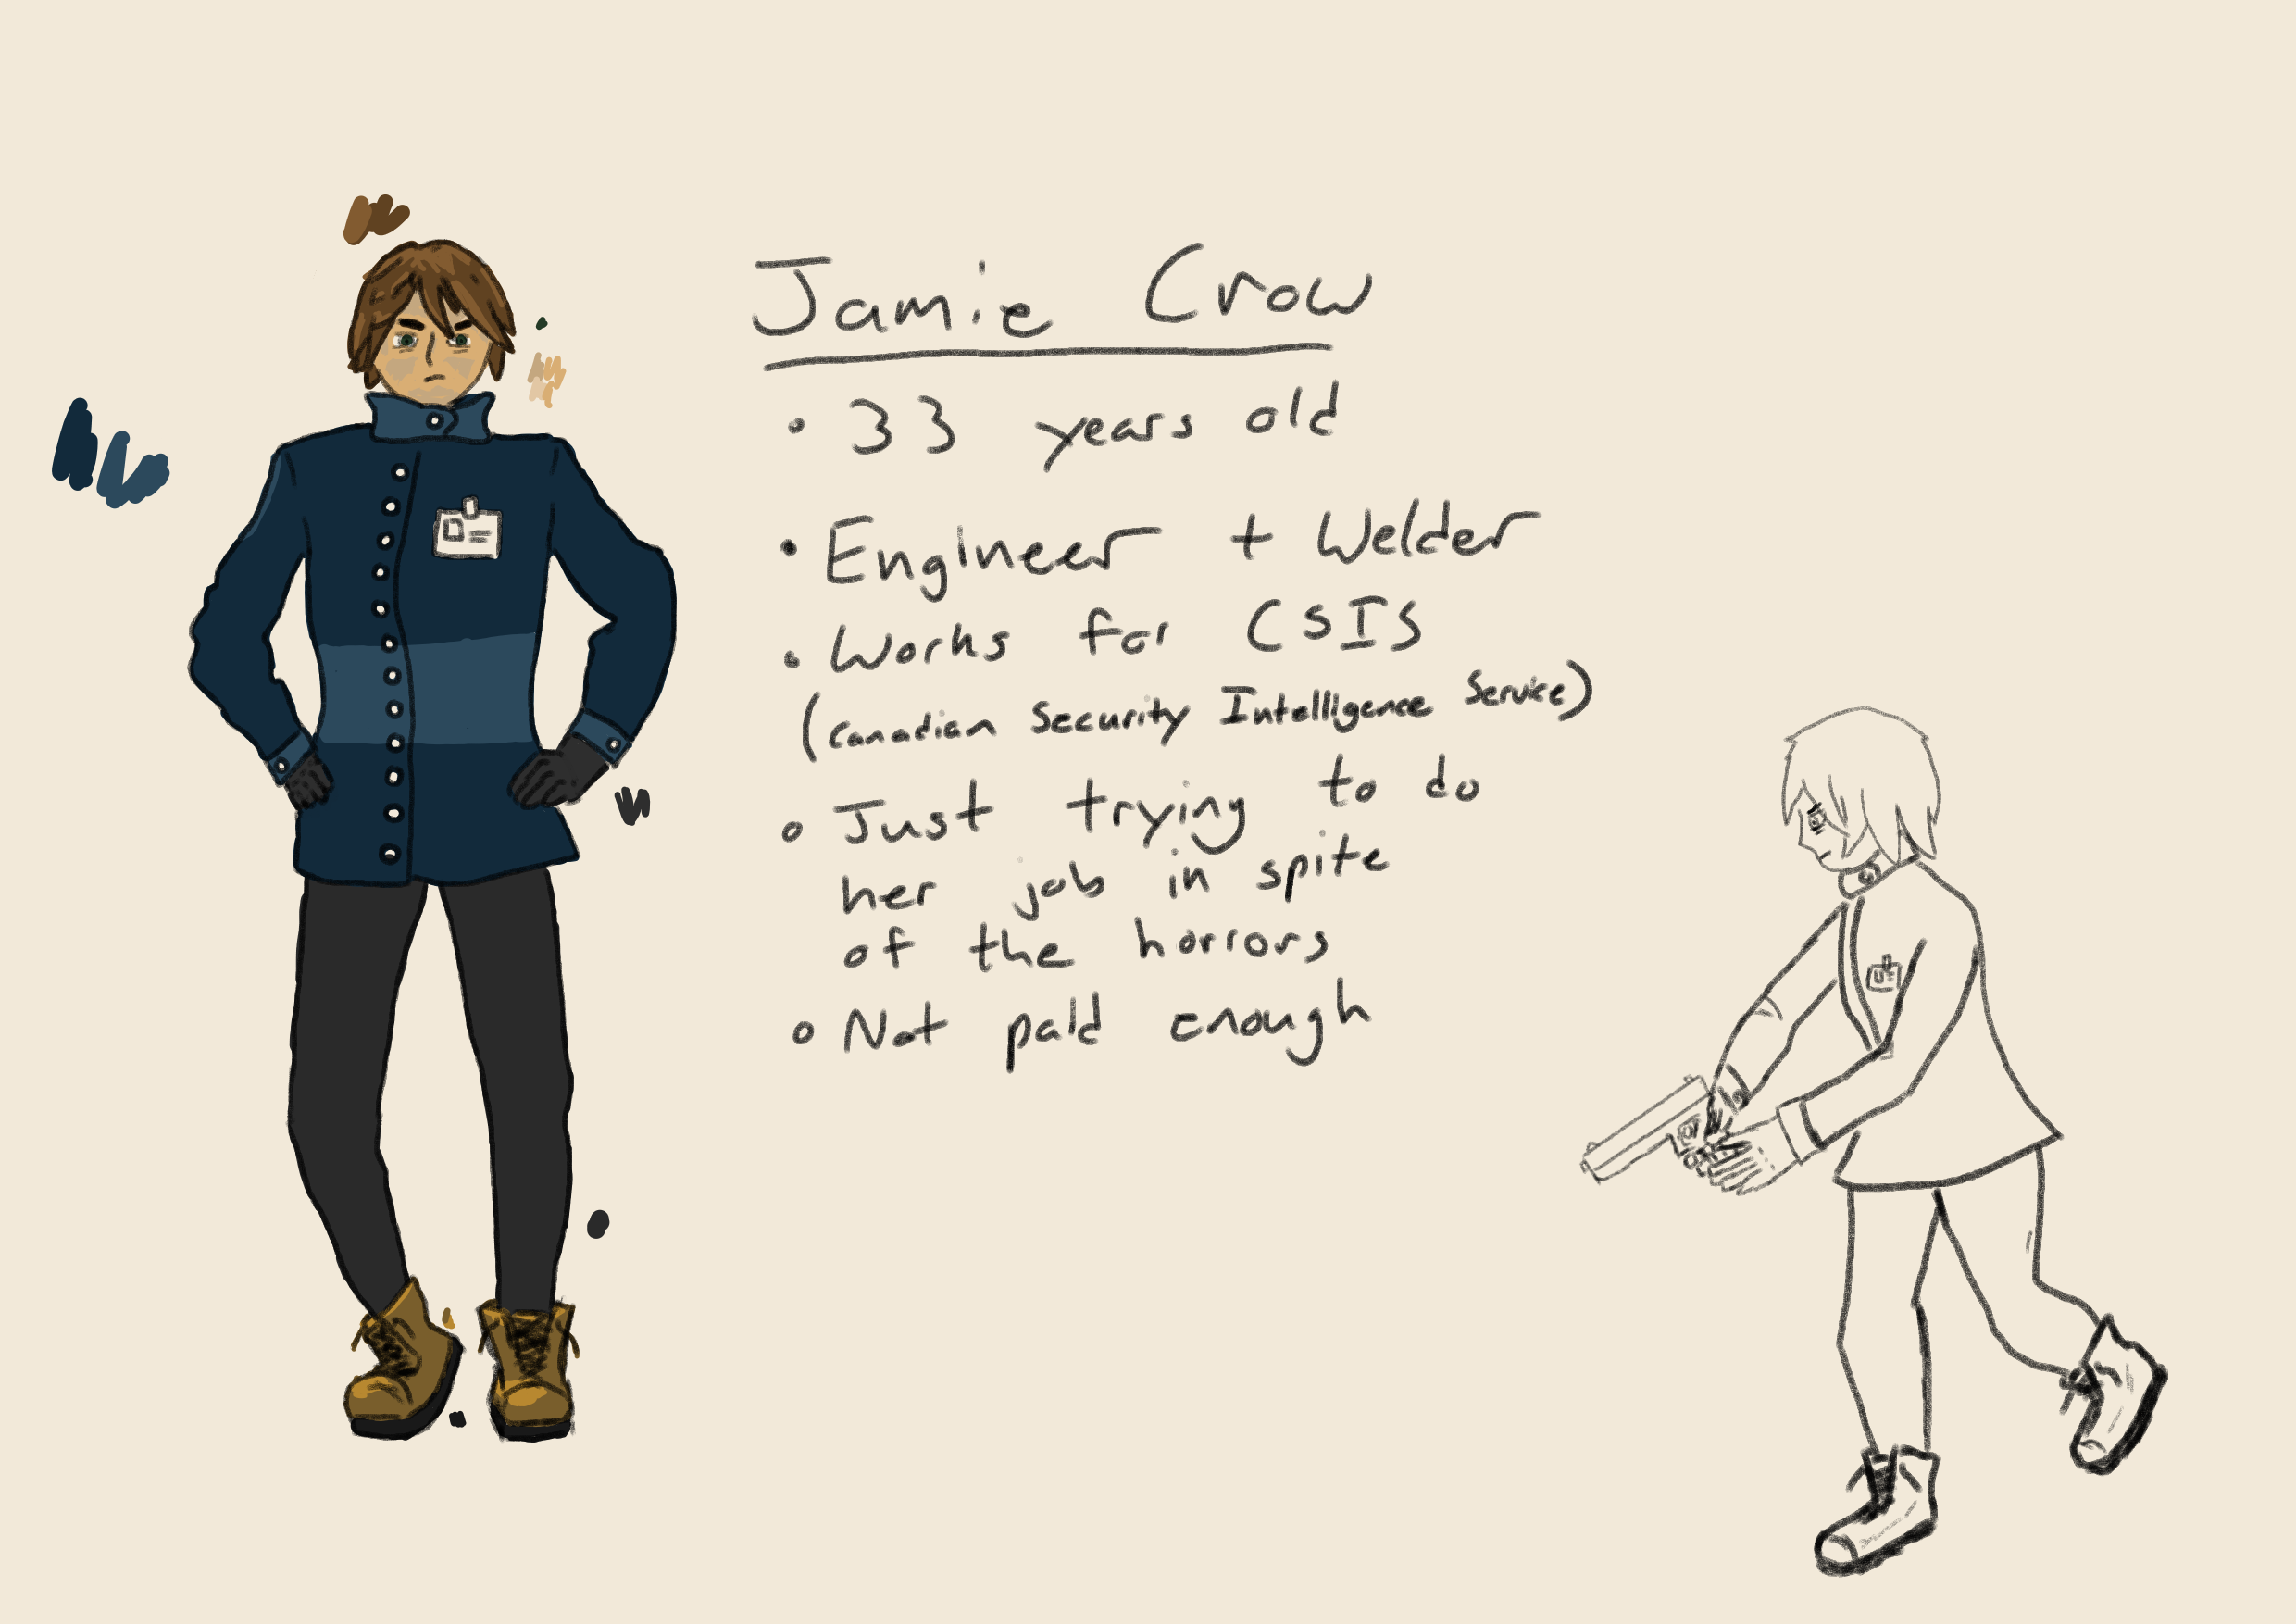 Jamie Crow
• 33 years old
• Engineer + Welder
• Works for CSIS
(Canadian Security Intelligence Service)
• Just trying to do
her job in spite
of the horrors
• Not paid enough